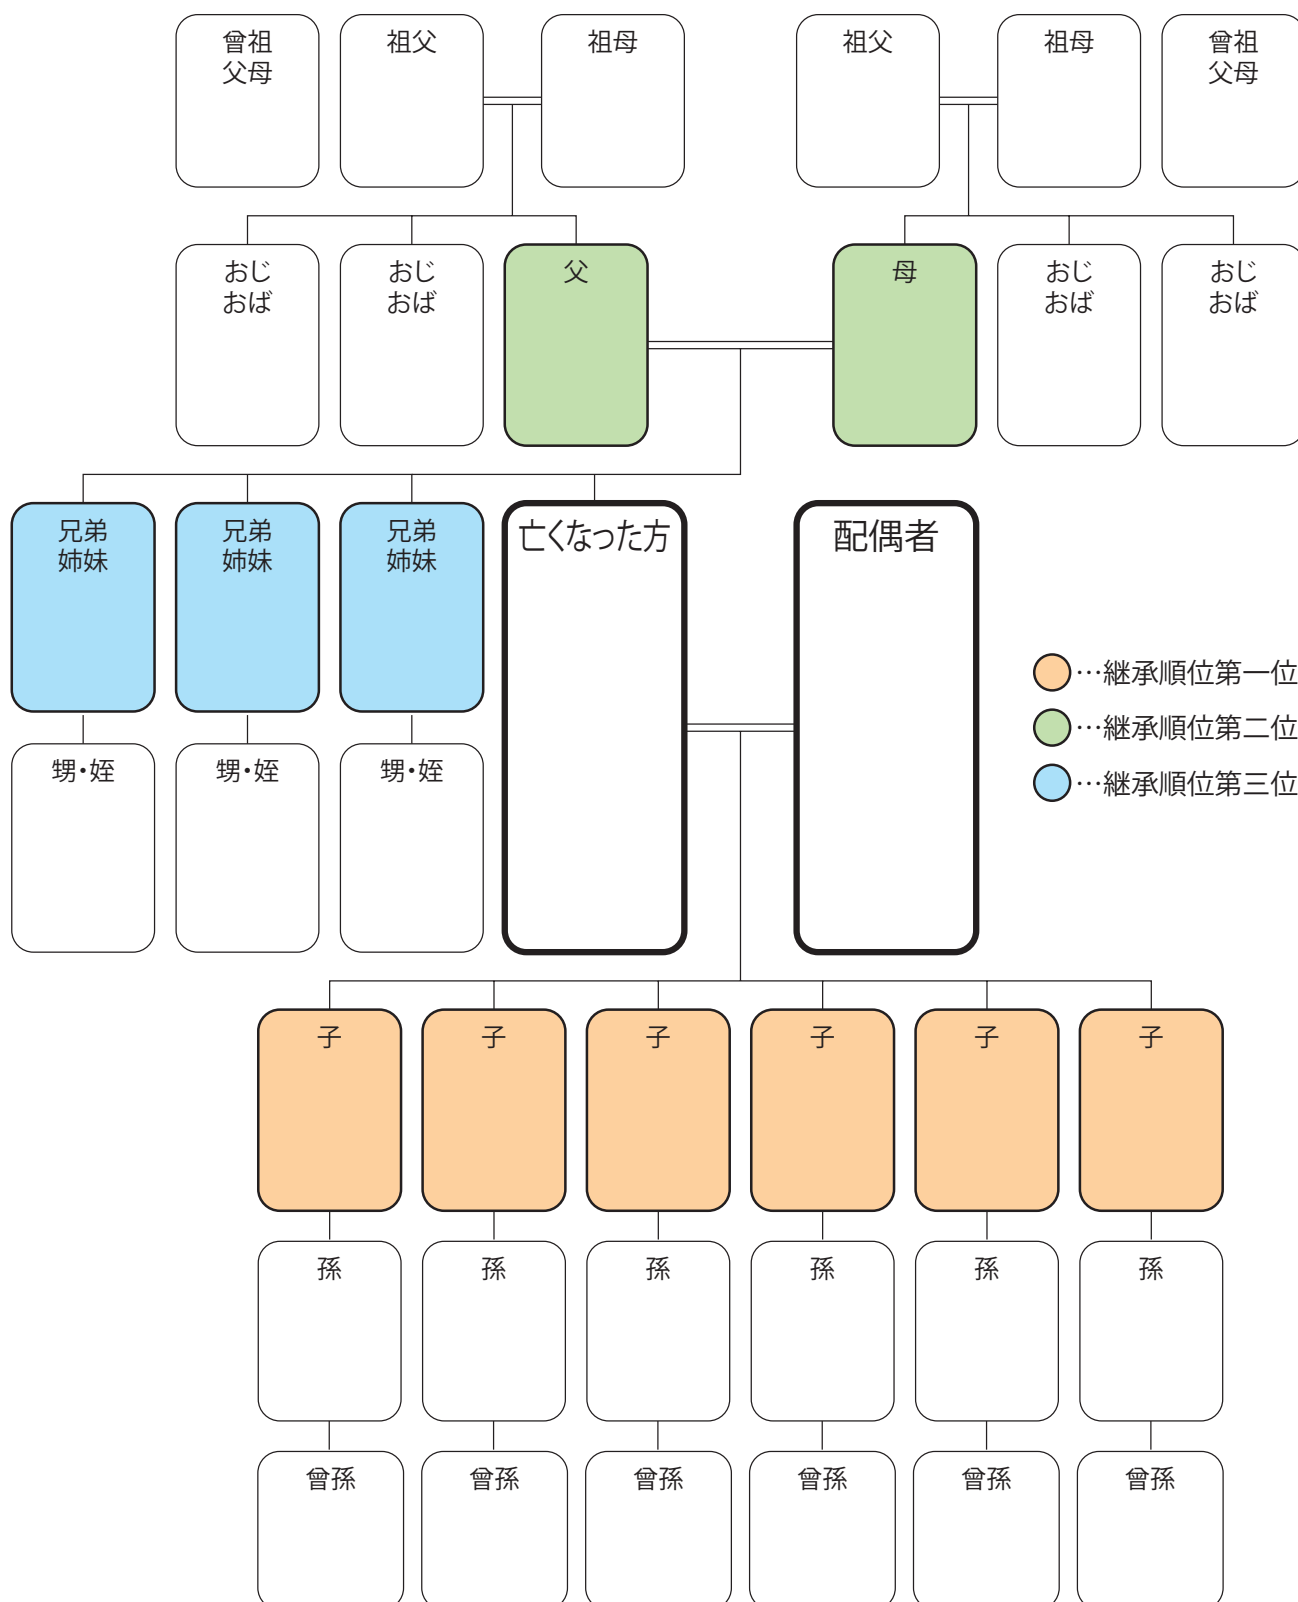 曾祖
父母
祖父
祖母
祖父
祖母
曾祖
父母
おじ
おば
おじ
おば
父
母
おじ
おば
おじ
おば
兄弟
姉妹
兄弟
姉妹
兄弟
姉妹
亡くなった方
配偶者
…継承順位第一位
…継承順位第二位
…継承順位第三位
甥・姪
甥・姪
甥・姪
子
子
子
子
子
子
孫
孫
孫
孫
孫
孫
曾孫
曾孫
曾孫
曾孫
曾孫
曾孫